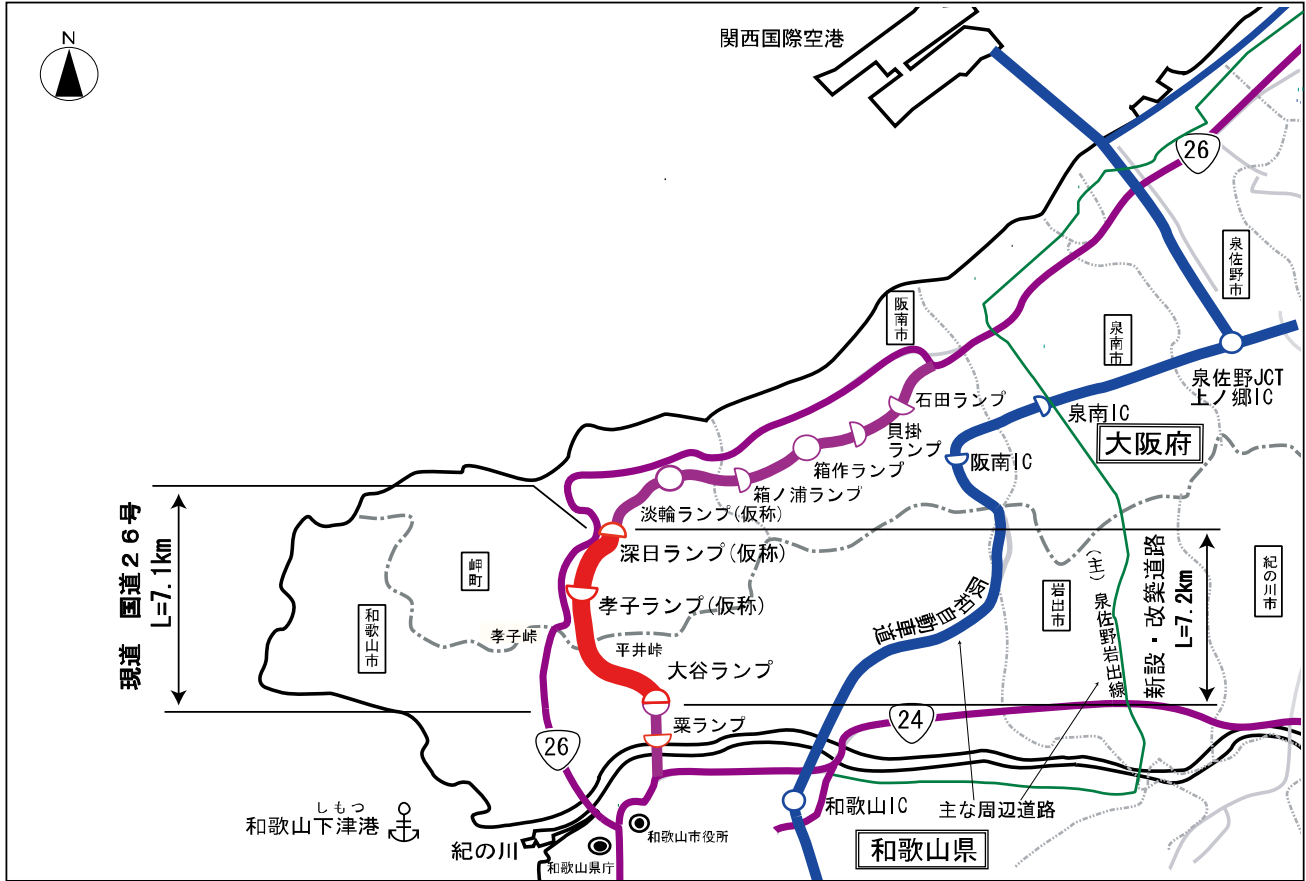 N
関西国際空港
26
泉佐野市
阪南市
泉南市
泉佐野JCT
上ノ郷IC
石田ランプ
泉南IC
貝掛
ランプ
大阪府
箱作ランプ
阪南IC
箱ノ浦ランプ
淡輪ランプ(仮称)
現道 国道26号
L=7.1km
深日ランプ(仮称)
岬町
孝子ランプ(仮称)
阪和自動車道
岩出市
(主)泉佐野岩出線
新設・改築道路
L=7.2km
紀の川市
和歌山市
孝子峠
平井峠
大谷ランプ
24
粟ランプ
26
しもつ
和歌山下津港
和歌山IC
主な周辺道路
和歌山市役所
紀の川
和歌山県庁
和歌山県